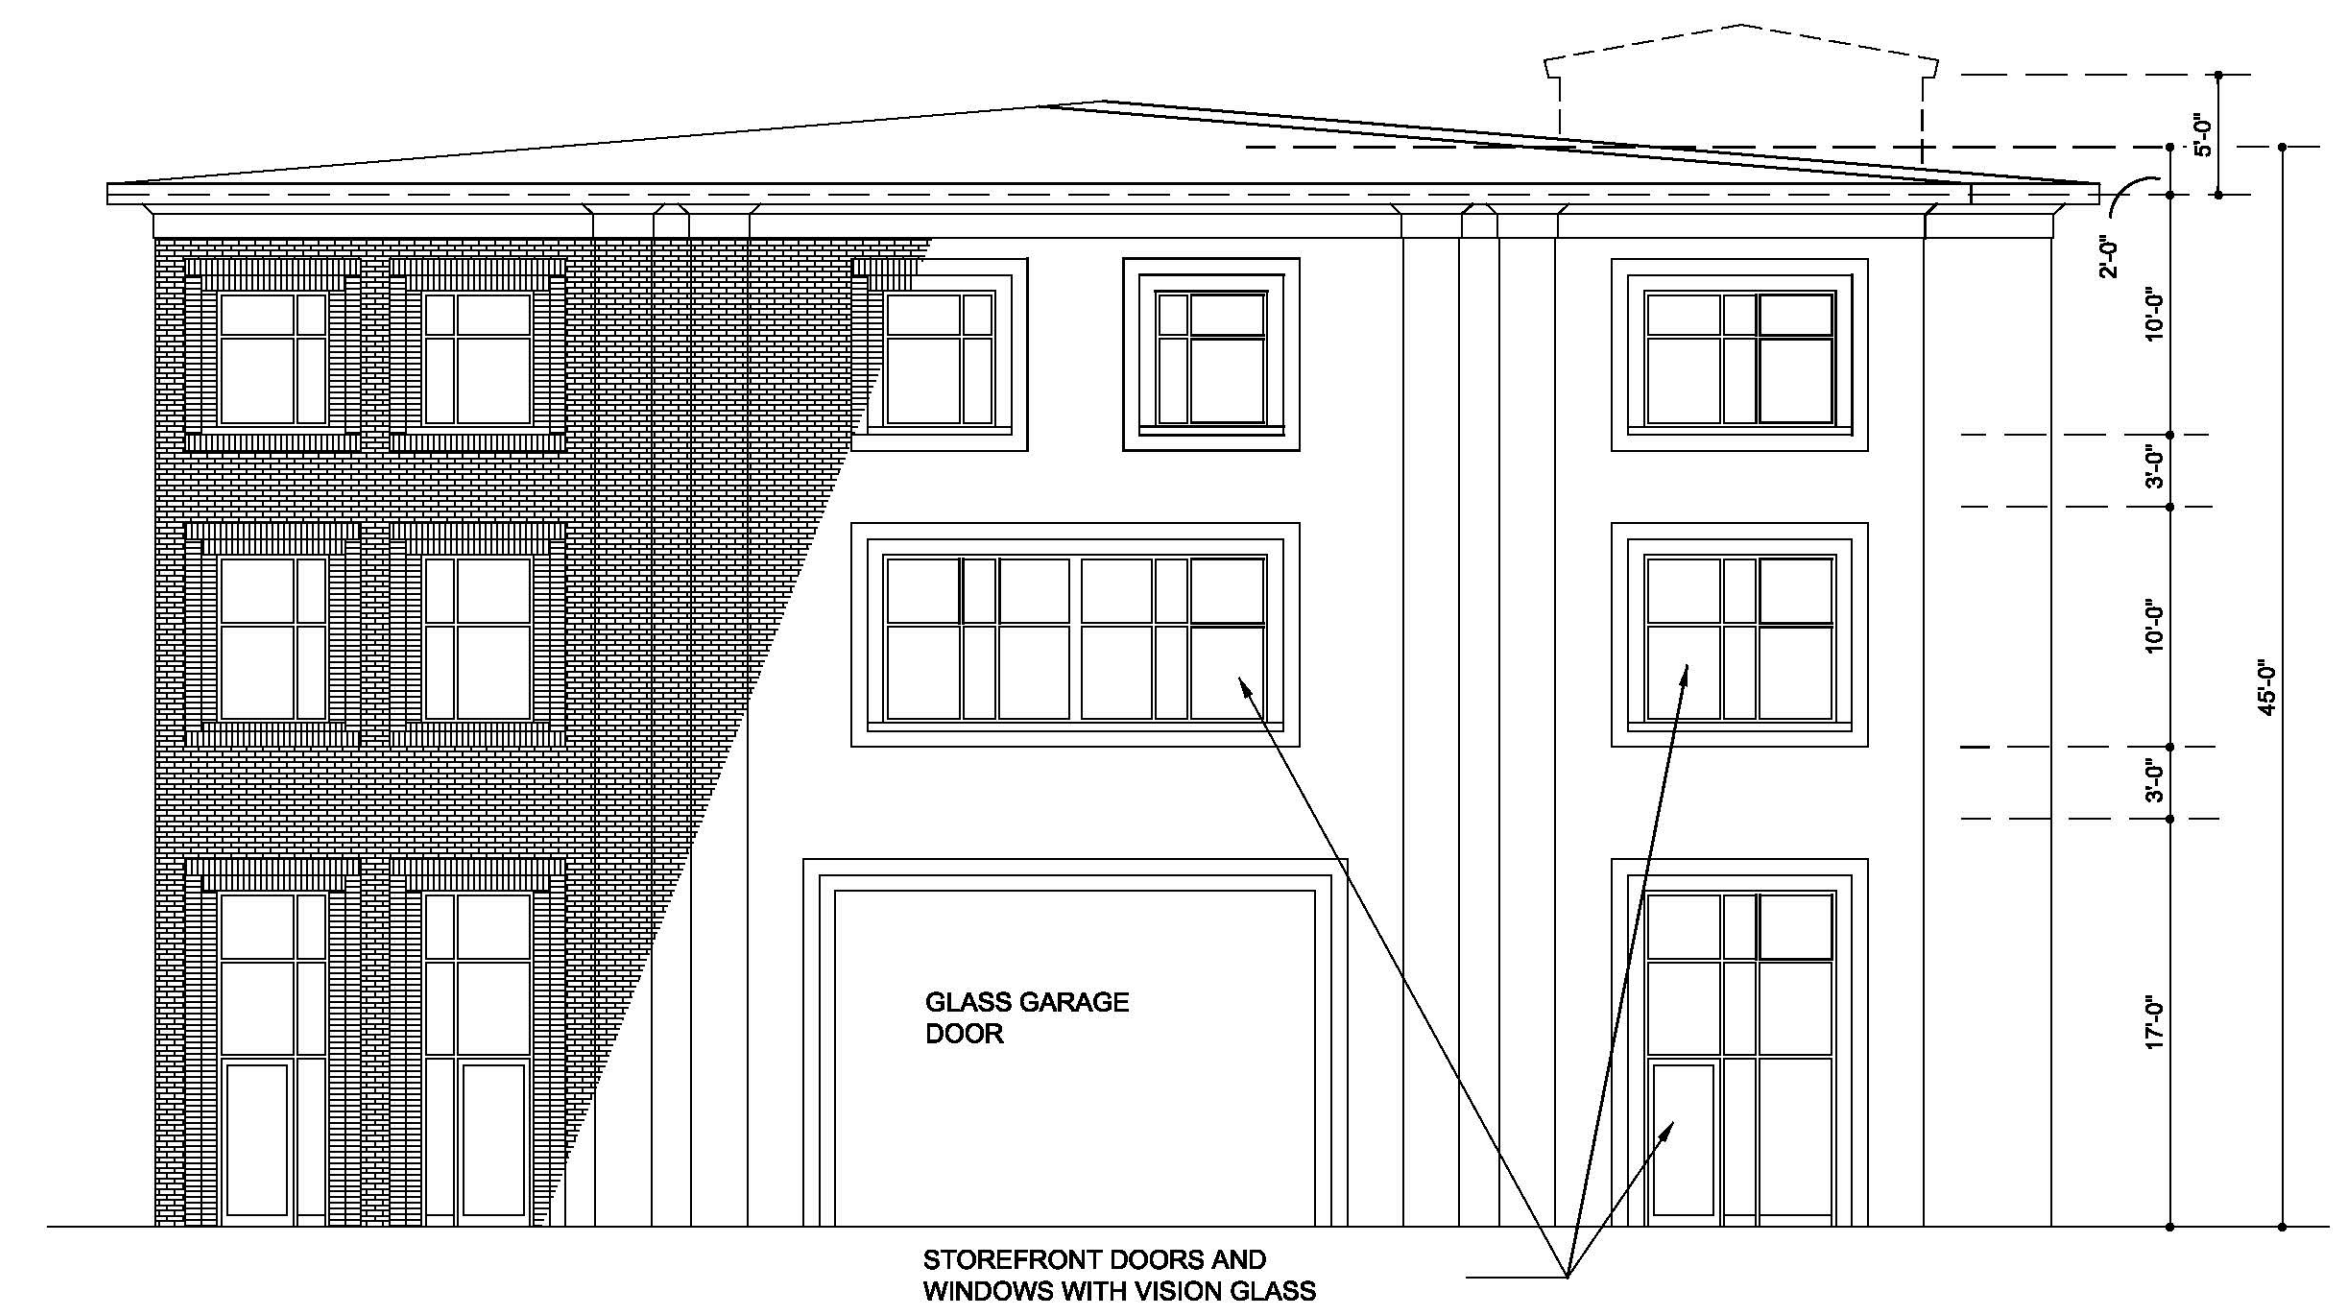 5'-0"
2'-0"
10'-0"
3'-0"
10'-0"
45'-0"
3'-0"
17'-0"
GLASS GARAGE
DOOR
STOREFRONT DOORS AND
WINDOWS WITH VISION GLASS